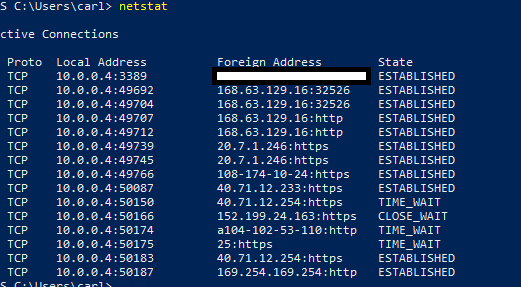 S C:\Users\carl> netstat
ctive Connections
Proto Local Address Foreign Address State
TCP 10.0.0.4:3389 ESTABLISHED
TCP 10.0.0.4:49692 168.63.129.16:32526 ESTABLISHED
TCP 10.0.0.4:49704 168.63.129.16:32526 ESTABLISHED
TCP 10.0.0.4:49707 168.63.129.16:http ESTABLISHED
TCP 10.0.0.4:49712 168.63.129.16:http ESTABLISHED
TCP 10.0.0.4:49739 20.7.1.246:https ESTABLISHED
TCP 10.0.0.4:49745 20.7.1.246:https ESTABLISHED
TCP 10.0.0.4:49766 108-174-10-24:https ESTABLISHED
TCP 10.0.0.4:50087 40.71.12.233:https ESTABLISHED
TCP 10.0.0.4:50150 40.71.12.254:https TIME_WAIT
TCP 10.0.0.4:50166 152.199.24.163:https CLOSE_WAIT
TCP 10.0.0.4:50174 a104-102-53-110:http TIME_WAIT
TCP 10.0.0.4:50175 25:https TIME_WAIT
TCP 10.0.0.4:50183 40.71.12.254:https ESTABLISHED
TCP 10.0.0.4:50187 169.254.169.254:http ESTABLISHED
S C:\Users\carl>